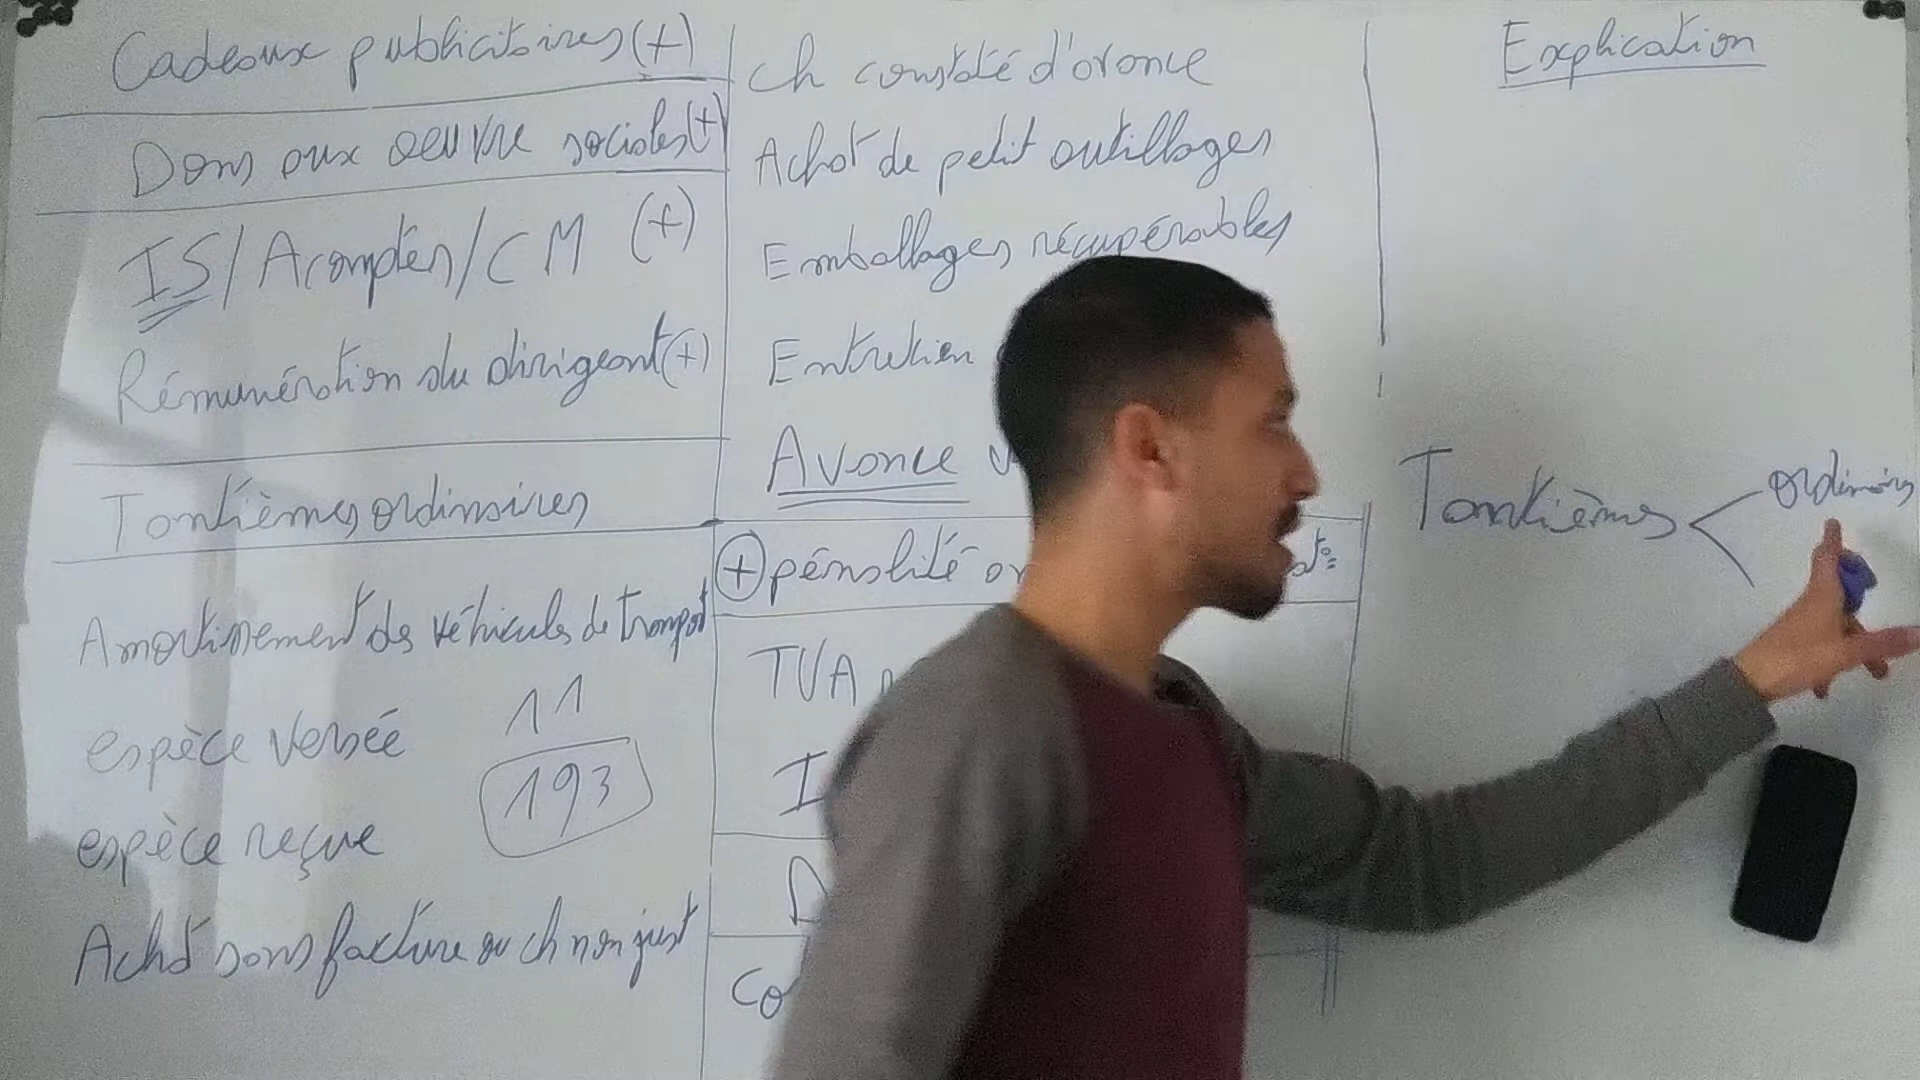 Cadeaux publicitaires (+)
Dons aux oeuvre sociales (+)
IS / Acomptes / CM (+)
Rémunération du dirigeant (+)
Tantièmes ordinaires
Amortissement des véhicules de transport
espèce versée
11
193
espèce reçue
Achat sans facture ou ch non just
ch constaté d'avance
Achat de petit outillages
Emballages récupérables
Entretien
Avance
+ pénalité
TVA
I
D
Co
Explication
Tantièmes < ordinaires